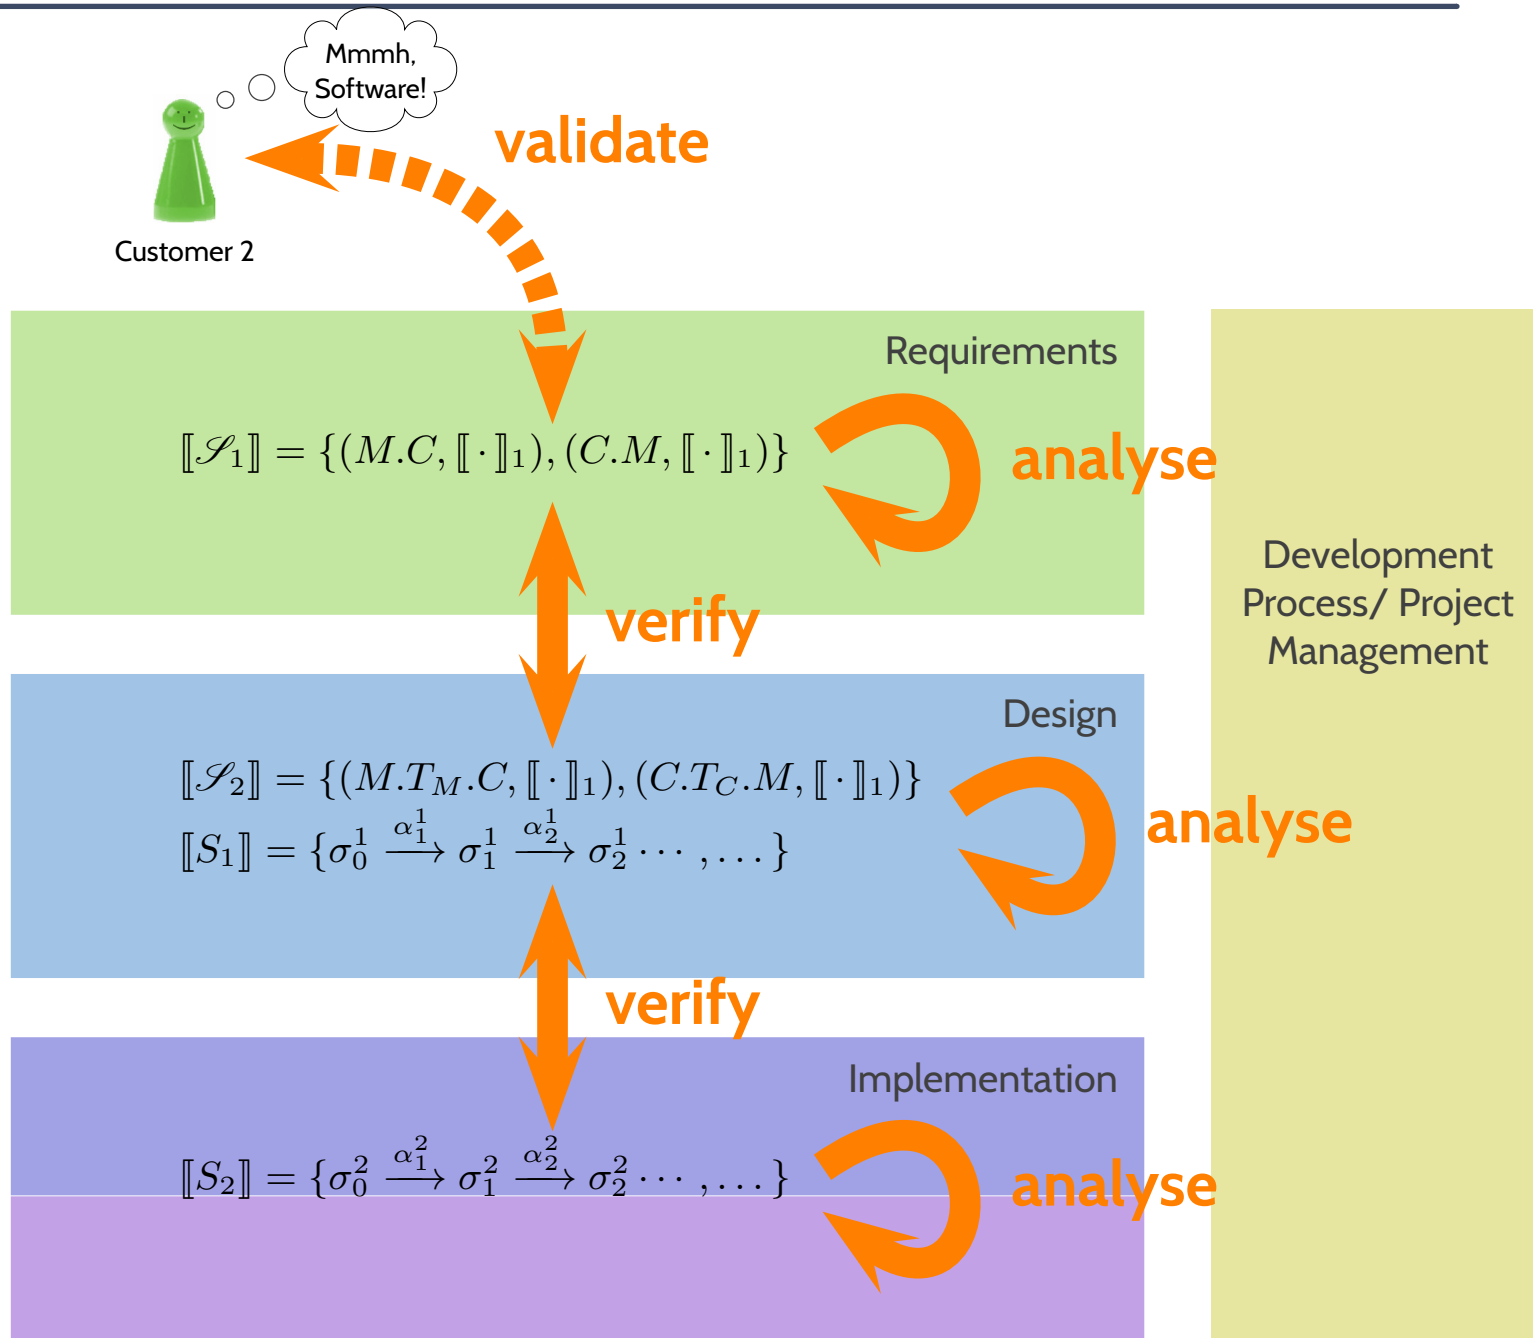 Mmmh,
Software!
validate
Customer 2
Requirements
⟦𝒮₁⟧ = {(M.C, ⟦·⟧₁), (C.M, ⟦·⟧₁)}
analyse
Development
Process/ Project
Management
verify
Design
⟦𝒮₂⟧ = {(M.T_M.C, ⟦·⟧₁), (C.T_C.M, ⟦·⟧₁)}
⟦S₁⟧ = {σ₀¹ —α₁¹→ σ₁¹ —α₂¹→ σ₂¹ ⋯ , … }
analyse
verify
Implementation
⟦S₂⟧ = {σ₀² —α₁²→ σ₁² —α₂²→ σ₂² ⋯ , … }
analyse